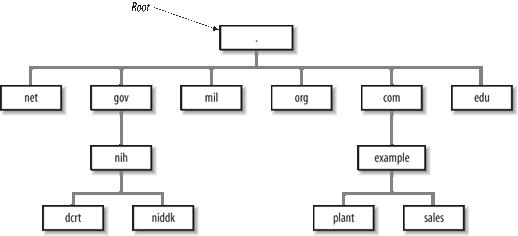 Root
.
net gov mil org com edu
nih example
dcrt niddk plant sales